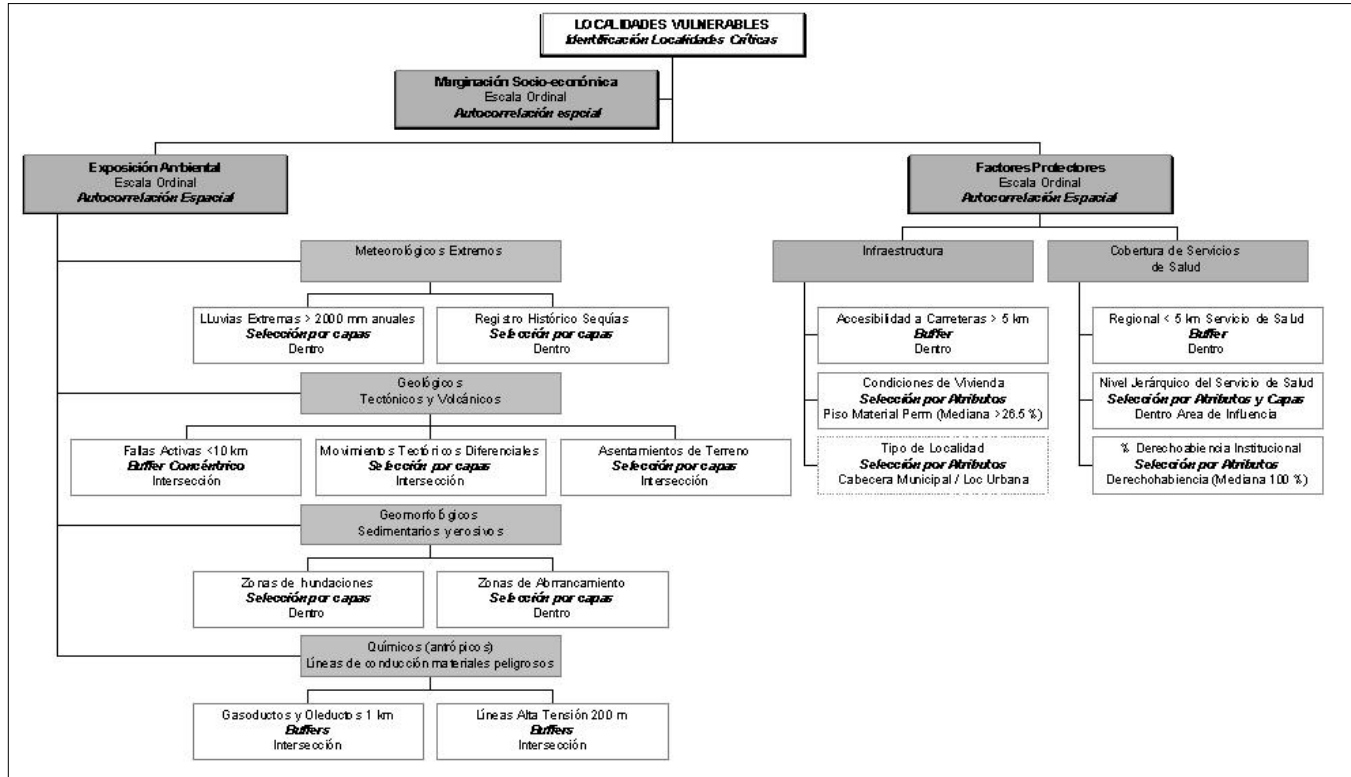 LOCALIDADES VULNERABLES
Identificación Localidades Críticas
Marginación Socio-económica
Escala Ordinal
Autocorrelación espcial
Exposición Ambiental
Escala Ordinal
Autocorrelación Espacial
Factores Protectores
Escala Ordinal
Autocorrelación Espacial
Meteorológicos Extremos
LLuvias Extremas > 2000 mm anuales
Selección por capas
Dentro
Registro Histórico Sequías
Selección por capas
Dentro
Geológicos
Tectónicos y Volcánicos
Fallas Activas <10 km
Buffer Concéntrico
Intersección
Movimientos Tectóricos Diferenciales
Selección por capas
Intersección
Asentamientos de Terreno
Selección por capas
Intersección
Geomorfológicos
Sedimentarios y erosivos
Zonas de Inundaciones
Selección por capas
Dentro
Zonas de Abrrancamiento
Selección por capas
Dentro
Químicos (antrópicos)
Líneas de conducción materiales peligrosos
Gasoductos y Oleductos 1 km
Buffers
Intersección
Líneas Alta Tensión 200 m
Buffers
Intersección
Infraestructura
Accesibilidad a Carreteras > 5 km
Buffer
Dentro
Condiciones de Vivienda
Selección por Atributos
Piso Material Perm (Mediana >26.5 %)
Tipo de Localidad
Selección por Atributos
Cabecera Municipal / Loc Urbana
Cobertura de Servicios
de Salud
Regional < 5 km Servicio de Salud
Buffer
Dentro
Nivel Jerárquico del Servicio de Salud
Selección por Atributos y Capas
Dentro Area de Influencia
% Derechoabiencia Institucional
Selección por Atributos
Derechohabiencia (Mediana 100 %)